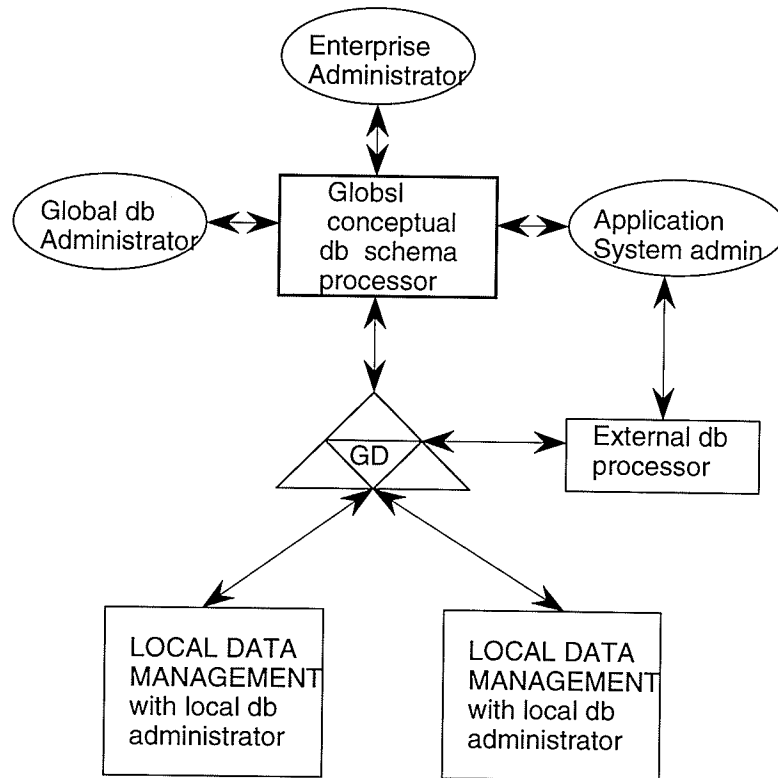 Enterprise
Administrator
Global db
Administrator
Globsl
conceptual
db schema
processor
Application
System admin
GD
External db
processor
LOCAL DATA
MANAGEMENT
with local db
administrator
LOCAL DATA
MANAGEMENT
with local db
administrator